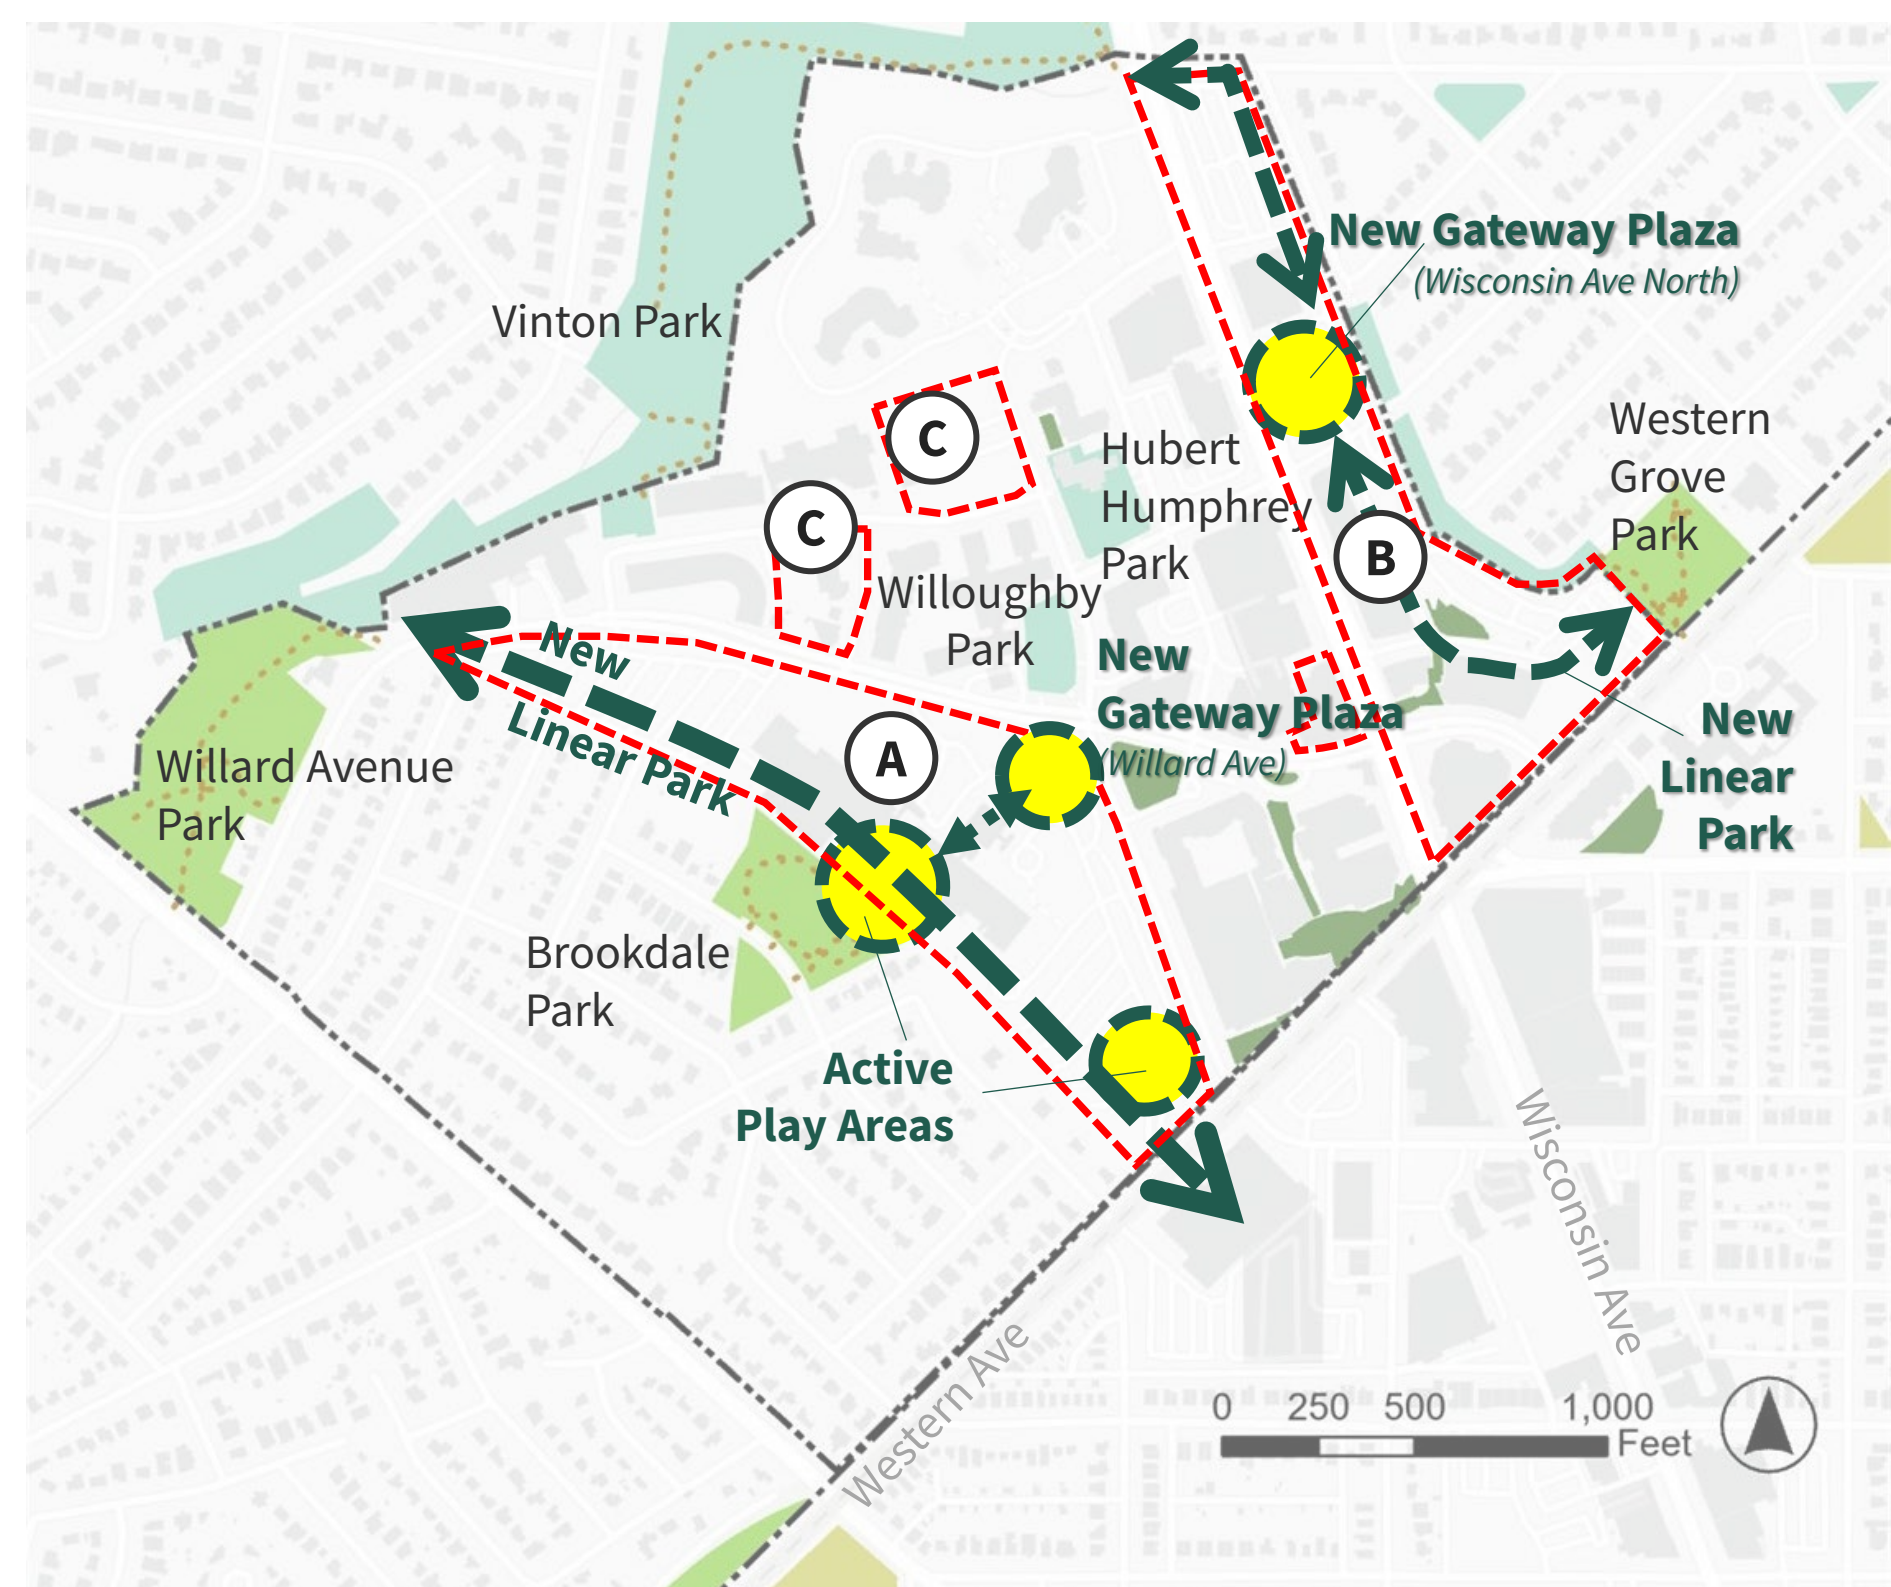 New Gateway Plaza
(Wisconsin Ave North)
Vinton Park
Western
Grove
Park
C
Hubert
Humphrey
Park
C
B
Willoughby
Park
New
Linear Park
New
Gateway Plaza
(Willard Ave)
A
New
Linear
Park
Willard Avenue
Park
Brookdale
Park
Active
Play Areas
Wisconsin Ave
Western Ave
0 250 500 1,000
Feet